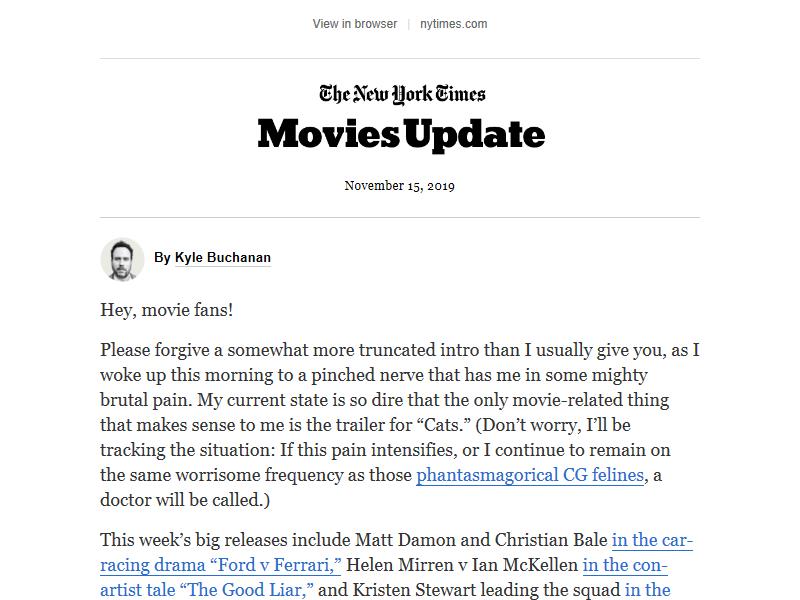 View in browser | nytimes.com
The New York Times
Movies Update
November 15, 2019
By Kyle Buchanan
Hey, movie fans!
Please forgive a somewhat more truncated intro than I usually give you, as I
woke up this morning to a pinched nerve that has me in some mighty
brutal pain. My current state is so dire that the only movie-related thing
that makes sense to me is the trailer for “Cats.” (Don’t worry, I’ll be
tracking the situation: If this pain intensifies, or I continue to remain on
the same worrisome frequency as those phantasmagorical CG felines, a
doctor will be called.)
This week’s big releases include Matt Damon and Christian Bale in the car-
racing drama “Ford v Ferrari,” Helen Mirren v Ian McKellen in the con-
artist tale “The Good Liar,” and Kristen Stewart leading the squad in the